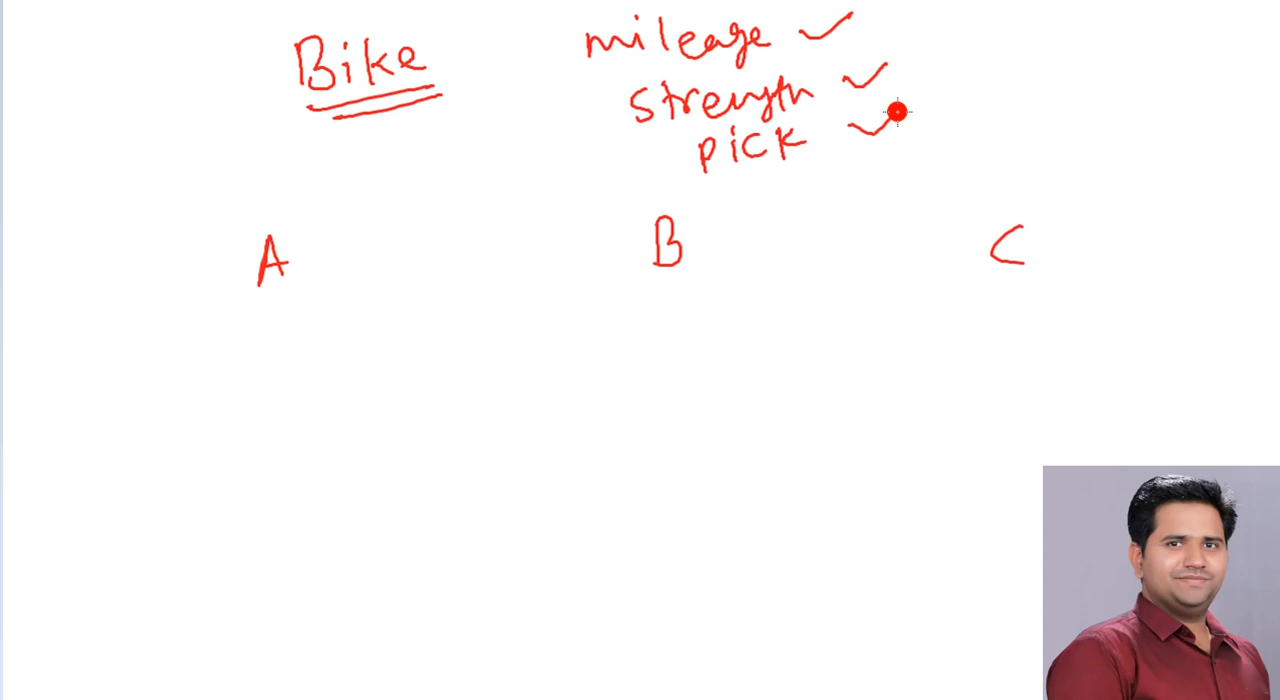 Bike
mileage ✓
strength ✓
pick ✓
A B C